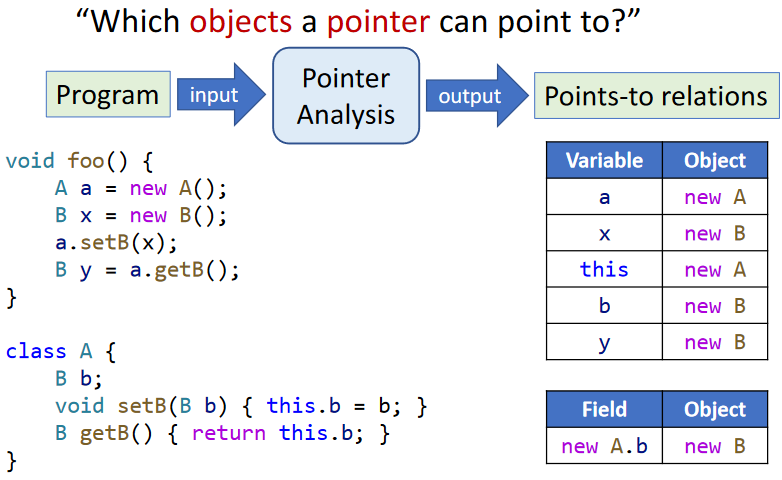 “Which objects a pointer can point to?”
Program
input
Pointer
Analysis
output
Points-to relations
void foo() {
    A a = new A();
    B x = new B();
    a.setB(x);
    B y = a.getB();
}
class A {
    B b;
    void setB(B b) { this.b = b; }
    B getB() { return this.b; }
}
Variable Object
a new A
x new B
this new A
b new B
y new B
Field Object
new A.b new B